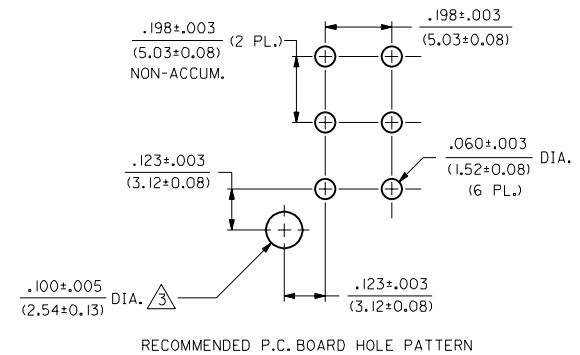 .198±.003
(5.03±0.08)
(2 PL.)
NON-ACCUM.
.198±.003
(5.03±0.08)
.123±.003
(3.12±0.08)
.060±.003
(1.52±0.08)
DIA.
(6 PL.)
.100±.005
(2.54±0.13)
DIA.
3
.123±.003
(3.12±0.08)
RECOMMENDED P.C. BOARD HOLE PATTERN